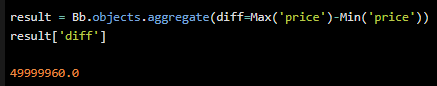 result = Bb.objects.aggregate(diff=Max('price')-Min('price'))
result['diff']
49999960.0